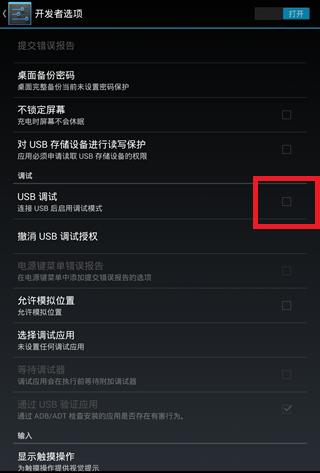 开发者选项
打开
提交错误报告
桌面备份密码
桌面完整备份当前未设置密码保护
不锁定屏幕
充电时屏幕不会休眠
对 USB 存储设备进行读写保护
应用必须申请读取 USB 存储设备的权限
调试
USB 调试
连接 USB 后启用调试模式
撤消 USB 调试授权
电源键菜单错误报告
在电源键菜单中添加提交错误报告的选项
允许模拟位置
允许模拟位置
选择调试应用
未设置任何调试应用
等待调试器
调试应用会在执行前等待附加调试器
通过 USB 验证应用
通过 ADB/ADT 检查安装的应用是否存在有害行为。
输入
显示触摸操作
为触摸操作提供视觉提示